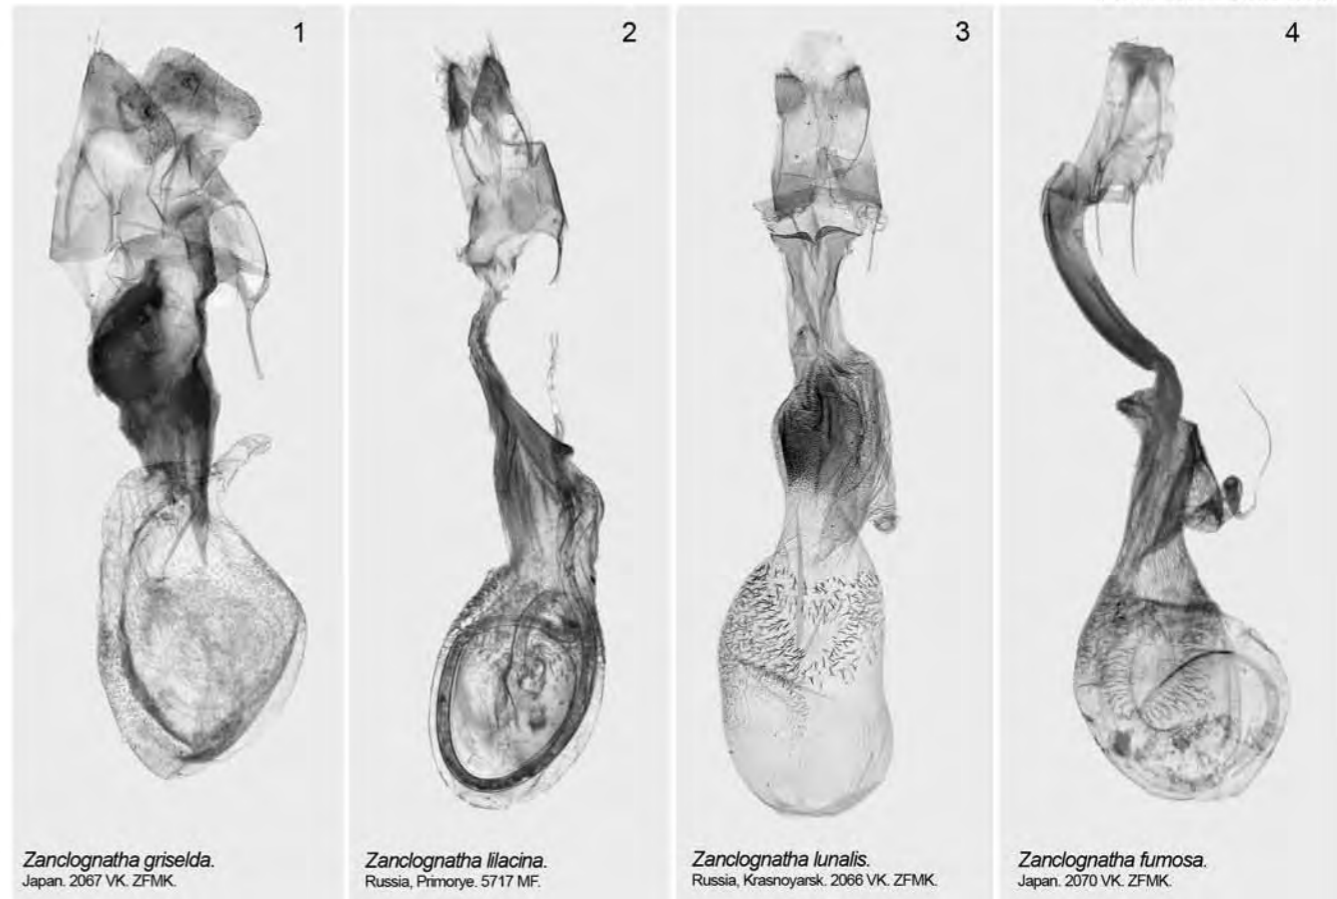 1
2
3
4
Zanclognatha griselda.
Japan. 2067 VK. ZFMK.
Zanclognatha lilacina.
Russia, Primorye. 5717 MF.
Zanclognatha lunalis.
Russia, Krasnoyarsk. 2066 VK. ZFMK.
Zanclognatha fumosa.
Japan. 2070 VK. ZFMK.